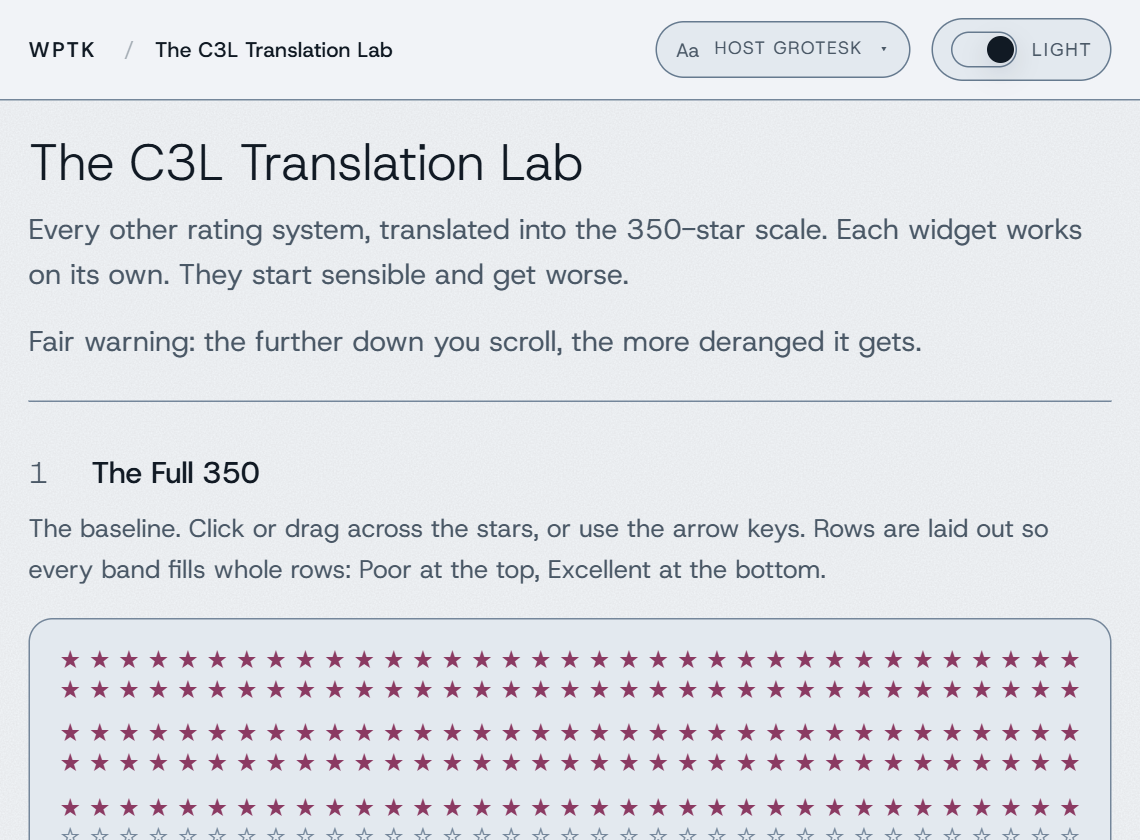 WPTK / The C3L Translation Lab
Aa HOST GROTESK
LIGHT
The C3L Translation Lab
Every other rating system, translated into the 350-star scale. Each widget works
on its own. They start sensible and get worse.
Fair warning: the further down you scroll, the more deranged it gets.
1 The Full 350
The baseline. Click or drag across the stars, or use the arrow keys. Rows are laid out so
every band fills whole rows: Poor at the top, Excellent at the bottom.